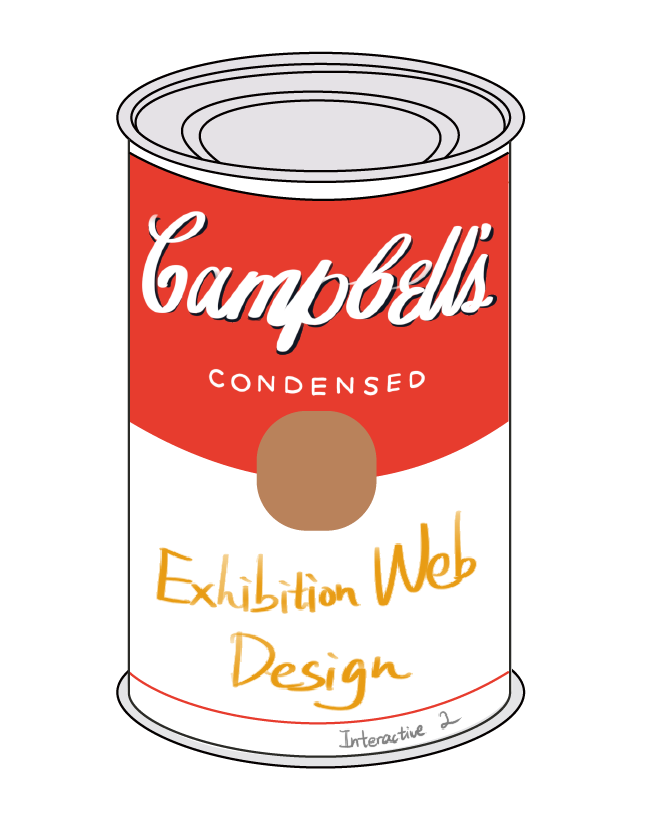 Campbell's
CONDENSED
Exhibition Web
Design
Interactive 2